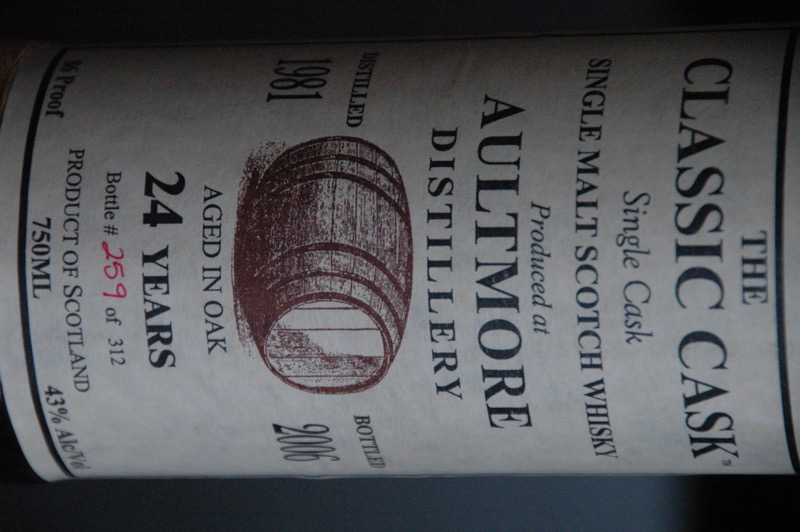 THE
CLASSIC CASK™
Single Cask
SINGLE MALT SCOTCH WHISKY
Produced at
AULTMORE
DISTILLERY
DISTILLED
1981
BOTTLED
2006
AGED IN OAK
24 YEARS
Bottle # 259 of 312
PRODUCT OF SCOTLAND
86 Proof 750ML 43% Alc/Vol